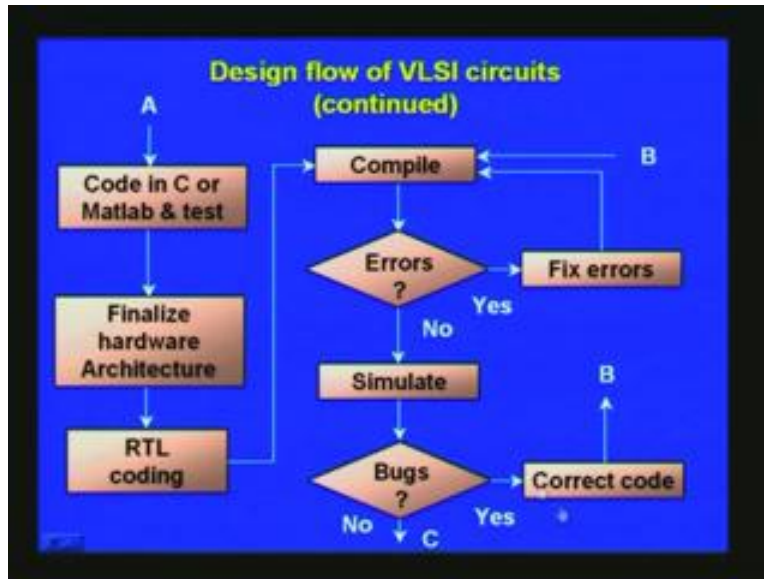 Design flow of VLSI circuits
(continued)
A
Code in C or
Matlab & test
Finalize
hardware
Architecture
RTL
coding
Compile
B
Errors
?
Yes
Fix errors
No
Simulate
B
Bugs
?
Yes
Correct code
No
C